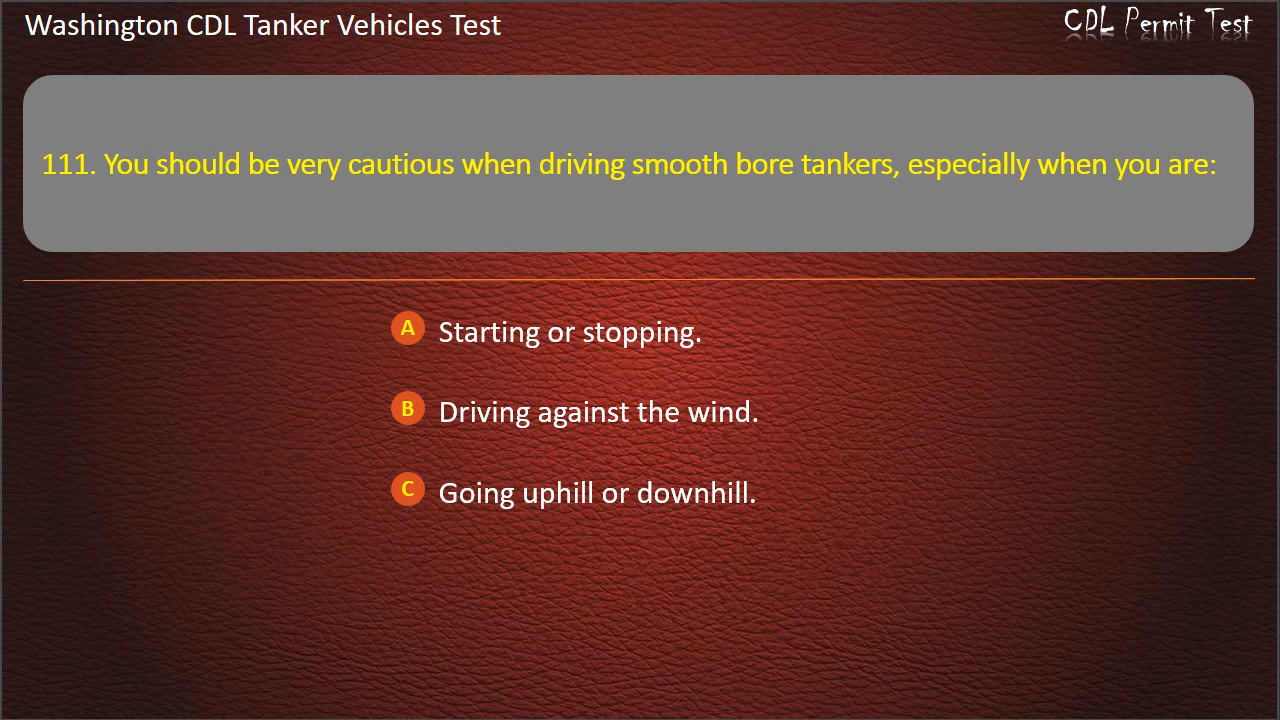 Washington CDL Tanker Vehicles Test
CDL Permit Test
111. You should be very cautious when driving smooth bore tankers, especially when you are:
A Starting or stopping.
B Driving against the wind.
C Going uphill or downhill.